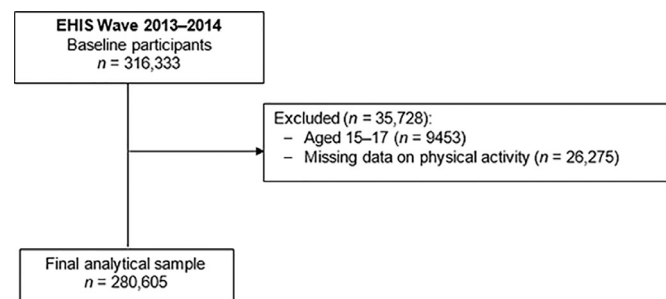 EHIS Wave 2013–2014
Baseline participants
n = 316,333
Excluded (n = 35,728):
– Aged 15–17 (n = 9453)
– Missing data on physical activity (n = 26,275)
Final analytical sample
n = 280,605